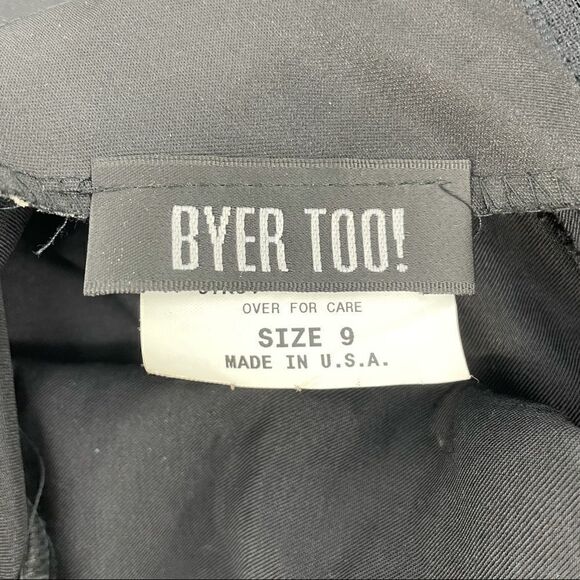 BYER TOO!
OVER FOR CARE
SIZE 9
MADE IN U.S.A.